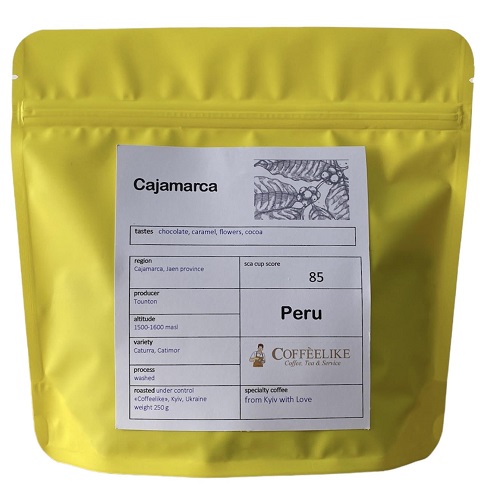 Cajamarca
tastes chocolate, caramel, flowers, cocoa
region
Cajamarca, Jaen province
producer
Tounton
altitude
1500-1600 masl
variety
Caturra, Catimor
process
washed
roasted under control
«Coffeelike», Kyiv, Ukraine
weight 250 g
sca cup score
85
Peru
COFFÈELIKE
Coffee, Tea & Service
specialty coffee
from Kyiv with Love